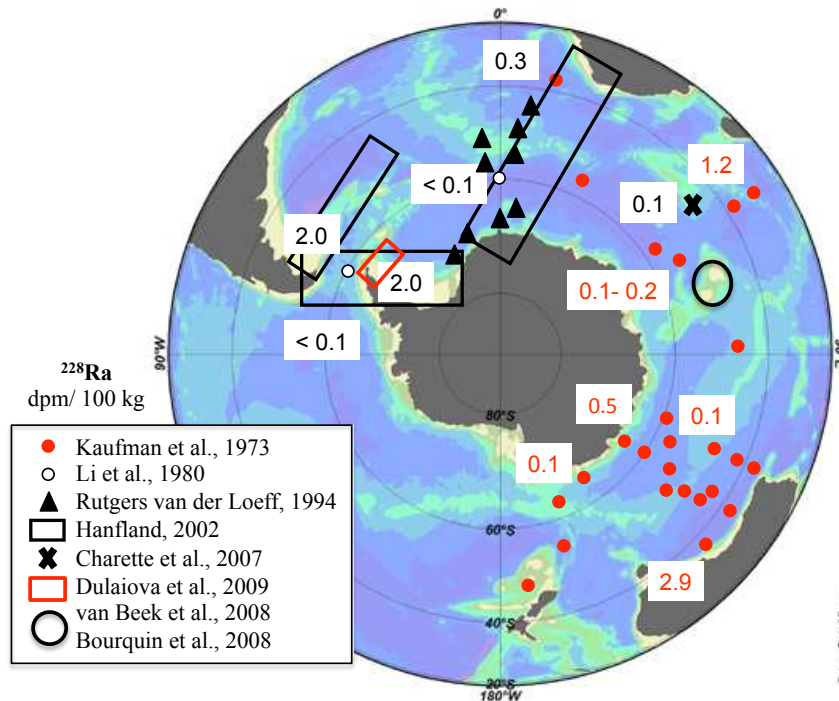 0°
0.3
1.2
< 0.1
0.1
2.0
2.0
0.1- 0.2
< 0.1
90°W
²²⁸Ra
dpm/ 100 kg
80°S
0.5
0.1
0.1
60°S
2.9
40°S
20°S
180°W
Kaufman et al., 1973
Li et al., 1980
Rutgers van der Loeff, 1994
Hanfland, 2002
Charette et al., 2007
Dulaiova et al., 2009
van Beek et al., 2008
Bourquin et al., 2008